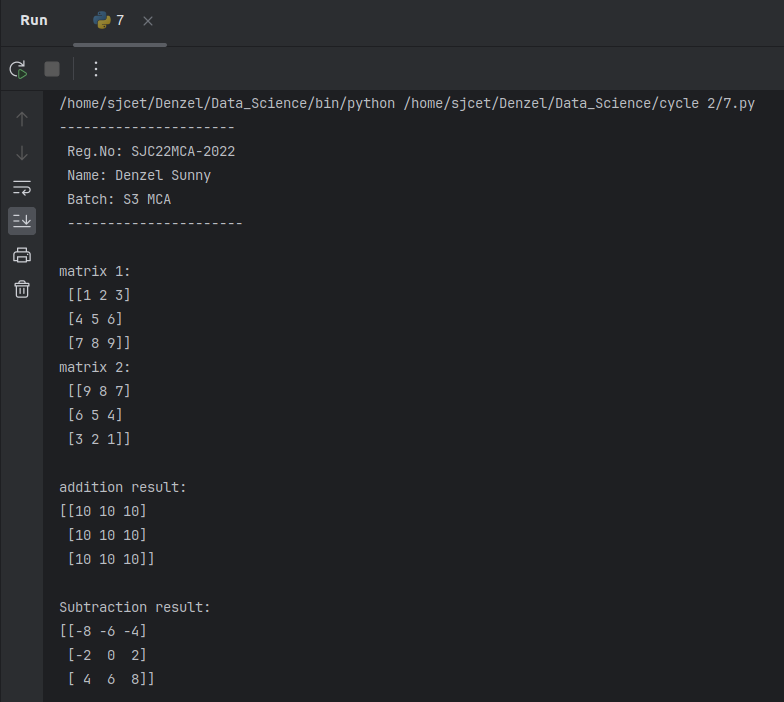 Run 7
/home/sjcet/Denzel/Data_Science/bin/python /home/sjcet/Denzel/Data_Science/cycle 2/7.py
----------------------
 Reg.No: SJC22MCA-2022
 Name: Denzel Sunny
 Batch: S3 MCA
 ----------------------
matrix 1:
 [[1 2 3]
 [4 5 6]
 [7 8 9]]
matrix 2:
 [[9 8 7]
 [6 5 4]
 [3 2 1]]
addition result:
[[10 10 10]
 [10 10 10]
 [10 10 10]]
Subtraction result:
[[-8 -6 -4]
 [-2  0  2]
 [ 4  6  8]]